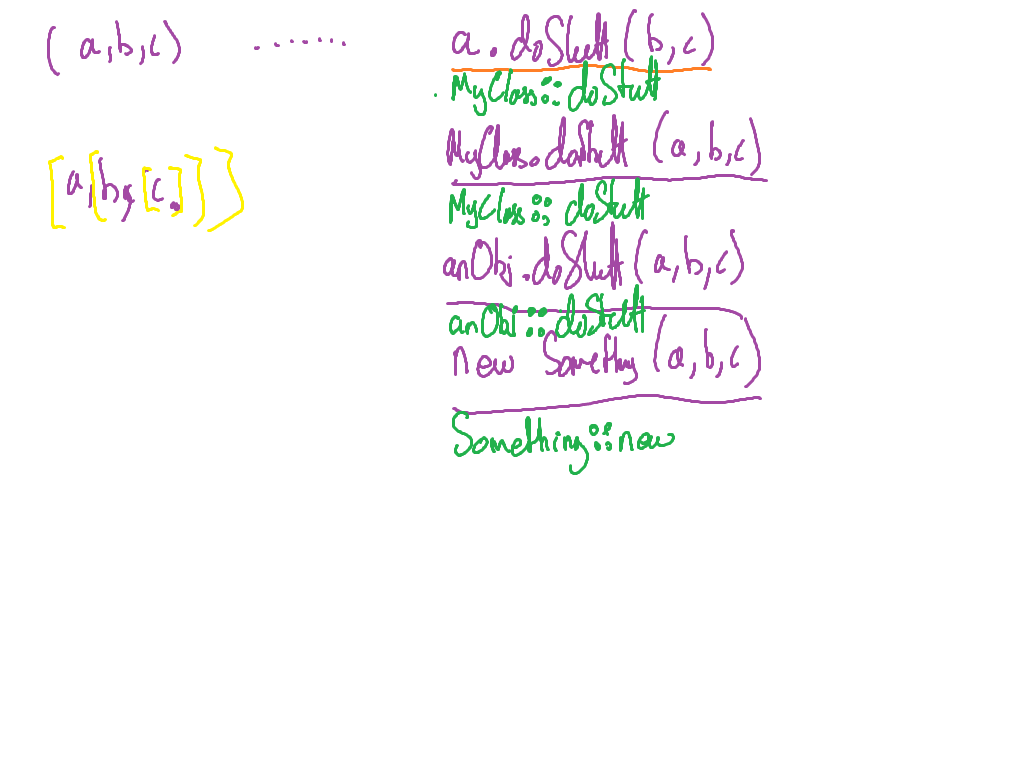 (a,b,c) ....... a.doStuff(b,c)
MyClass::doStuff
MyClass.doStuff(a,b,c)
[a,[b,[c.]]]
MyClass::doStuff
anObj.doStuff(a,b,c)
anObj::doStuff
new Something(a,b,c)
Something::new